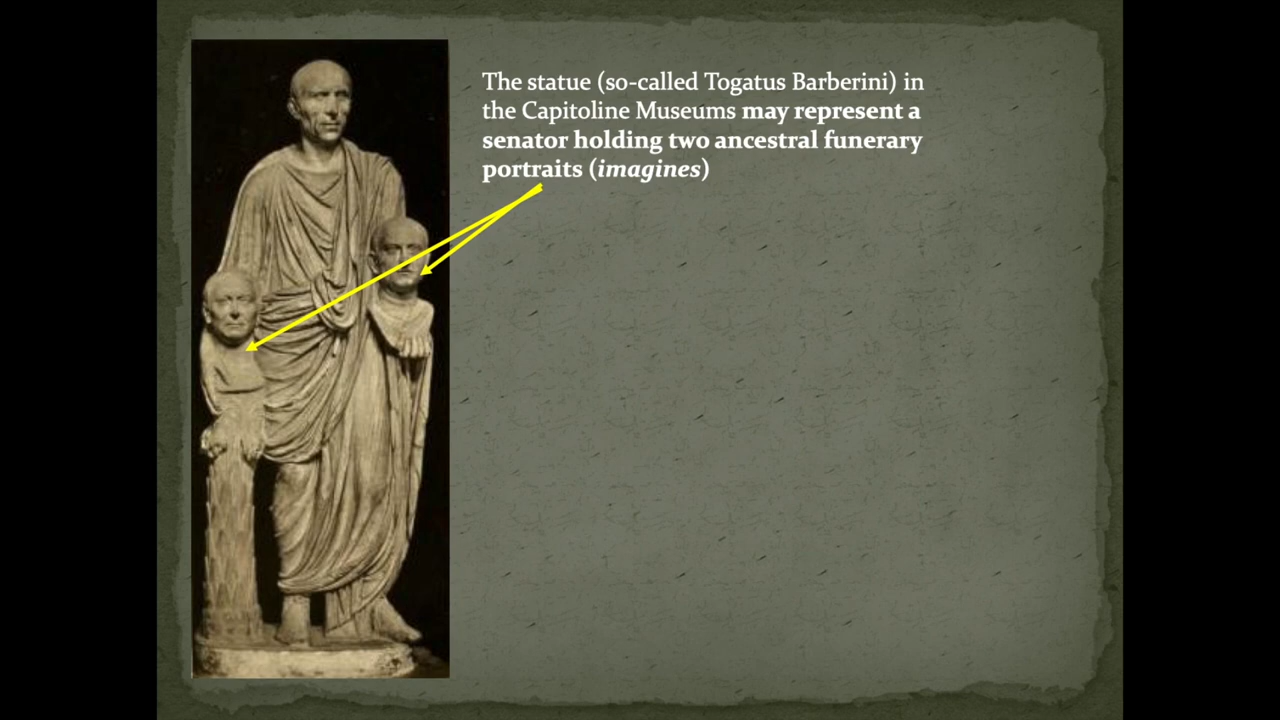 The statue (so-called Togatus Barberini) in
the Capitoline Museums may represent a
senator holding two ancestral funerary
portraits (imagines)